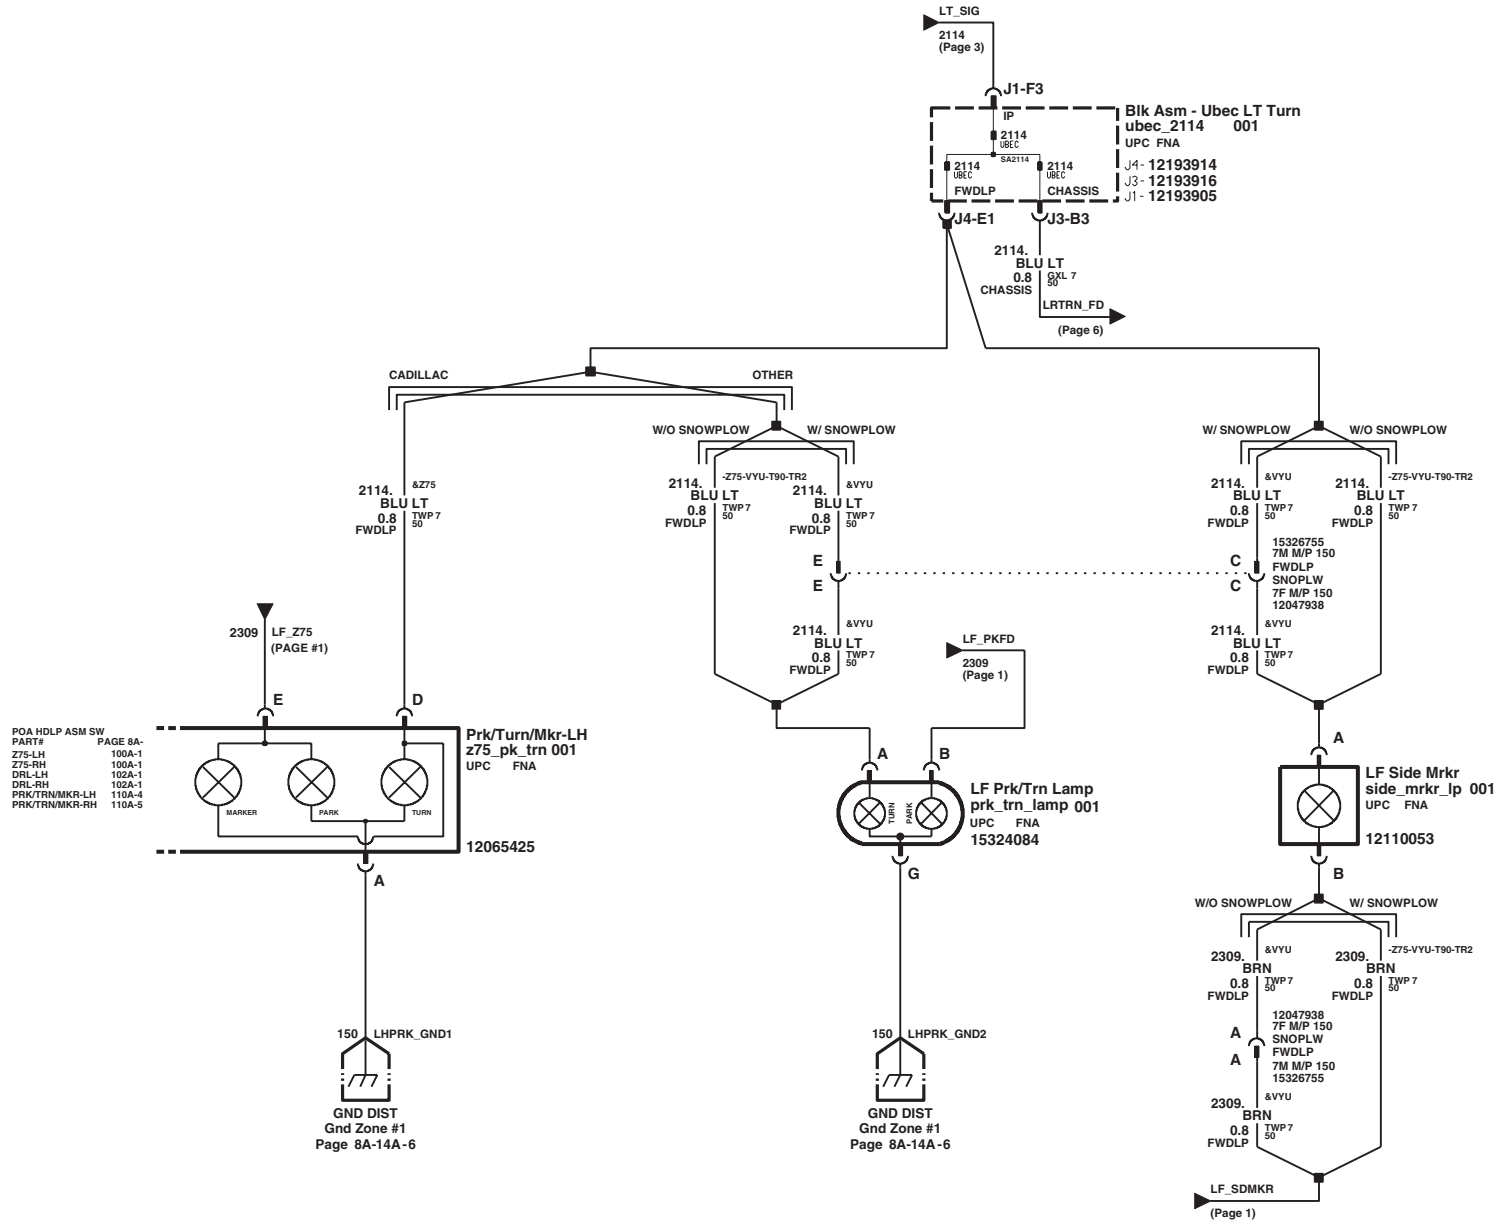 LT_SIG
2114
(Page 3)
J1-F3
IP
2114
UBEC
SA2114
2114
UBEC
2114
UBEC
FWDLP
CHASSIS
Blk Asm - Ubec LT Turn
ubec_2114 001
UPC FNA
J4- 12193914
J3- 12193916
J1- 12193905
J4-E1
J3-B3
2114.
BLU LT
0.8
GXL 7
50
CHASSIS
LRTRN_FD
(Page 6)
CADILLAC
OTHER
W/O SNOWPLOW
W/ SNOWPLOW
W/ SNOWPLOW
W/O SNOWPLOW
&Z75
2114.
BLU LT
0.8
TWP 7
50
FWDLP
-Z75-VYU-T90-TR2
2114.
BLU LT
0.8
TWP 7
50
FWDLP
&VYU
2114.
BLU LT
0.8
TWP 7
50
FWDLP
&VYU
2114.
BLU LT
0.8
TWP 7
50
FWDLP
-Z75-VYU-T90-TR2
2114.
BLU LT
0.8
TWP 7
50
FWDLP
E
E
C
C
15326755
7M M/P 150
FWDLP
SNOPLW
7F M/P 150
12047938
2309
LF_Z75
(PAGE #1)
&VYU
2114.
BLU LT
0.8
TWP 7
50
FWDLP
LF_PKFD
2309
(Page 1)
&VYU
2114.
BLU LT
0.8
TWP 7
50
FWDLP
E
D
POA HDLP ASM SW
PART# PAGE 8A-
Z75-LH 100A-1
Z75-RH 100A-1
DRL-LH 102A-1
DRL-RH 102A-1
PRK/TRN/MKR-LH 110A-4
PRK/TRN/MKR-RH 110A-5
MARKER
PARK
TURN
Prk/Turn/Mkr-LH
z75_pk_trn 001
UPC FNA
12065425
A
A
B
TURN
PARK
LF Prk/Trn Lamp
prk_trn_lamp 001
UPC FNA
15324084
G
A
LF Side Mrkr
side_mrkr_lp 001
UPC FNA
12110053
B
W/O SNOWPLOW
W/ SNOWPLOW
&VYU
2309.
BRN
0.8
TWP 7
50
FWDLP
-Z75-VYU-T90-TR2
2309.
BRN
0.8
TWP 7
50
FWDLP
A
A
12047938
7F M/P 150
SNOPLW
FWDLP
7M M/P 150
15326755
&VYU
2309.
BRN
0.8
TWP 7
50
FWDLP
150 LHPRK_GND1
GND DIST
Gnd Zone #1
Page 8A-14A-6
150 LHPRK_GND2
GND DIST
Gnd Zone #1
Page 8A-14A-6
LF_SDMKR
(Page 1)